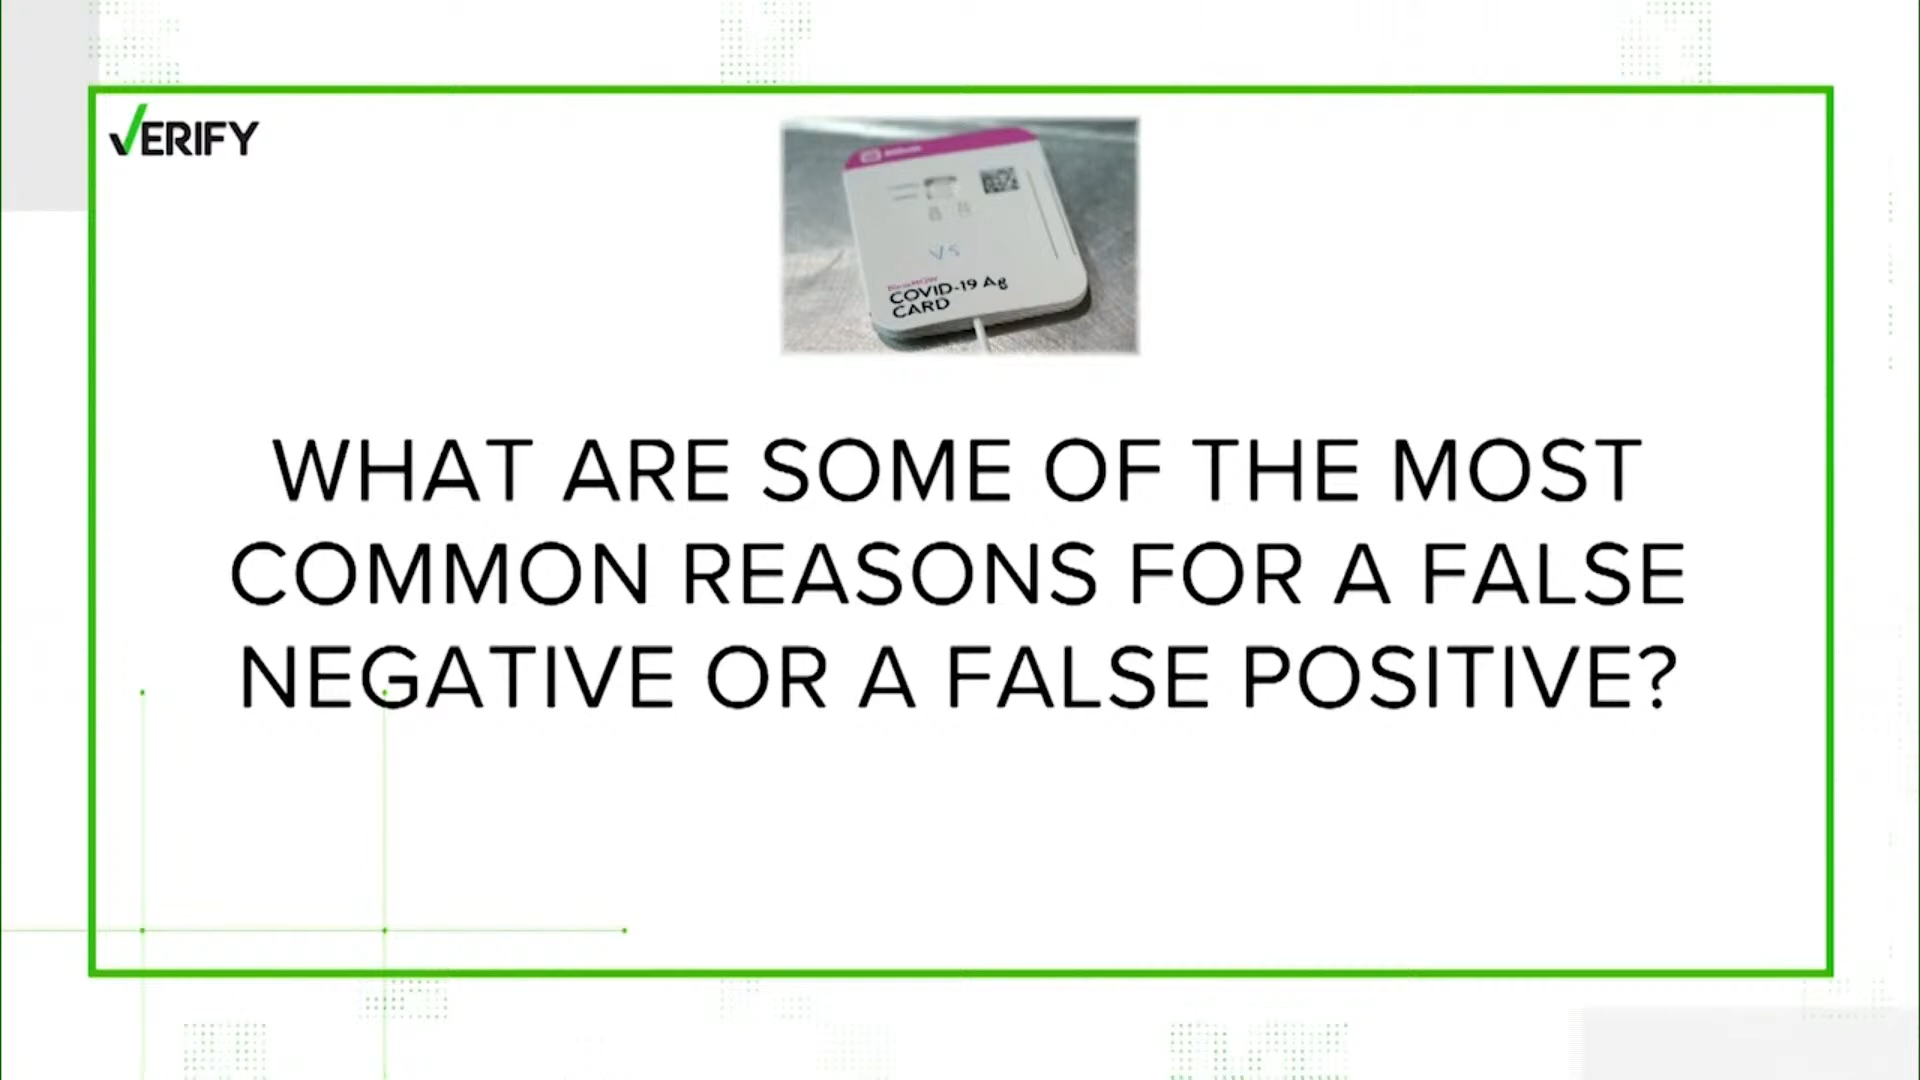 VERIFY
BinaxNOW
COVID-19 Ag
CARD
WHAT ARE SOME OF THE MOST
COMMON REASONS FOR A FALSE
NEGATIVE OR A FALSE POSITIVE?